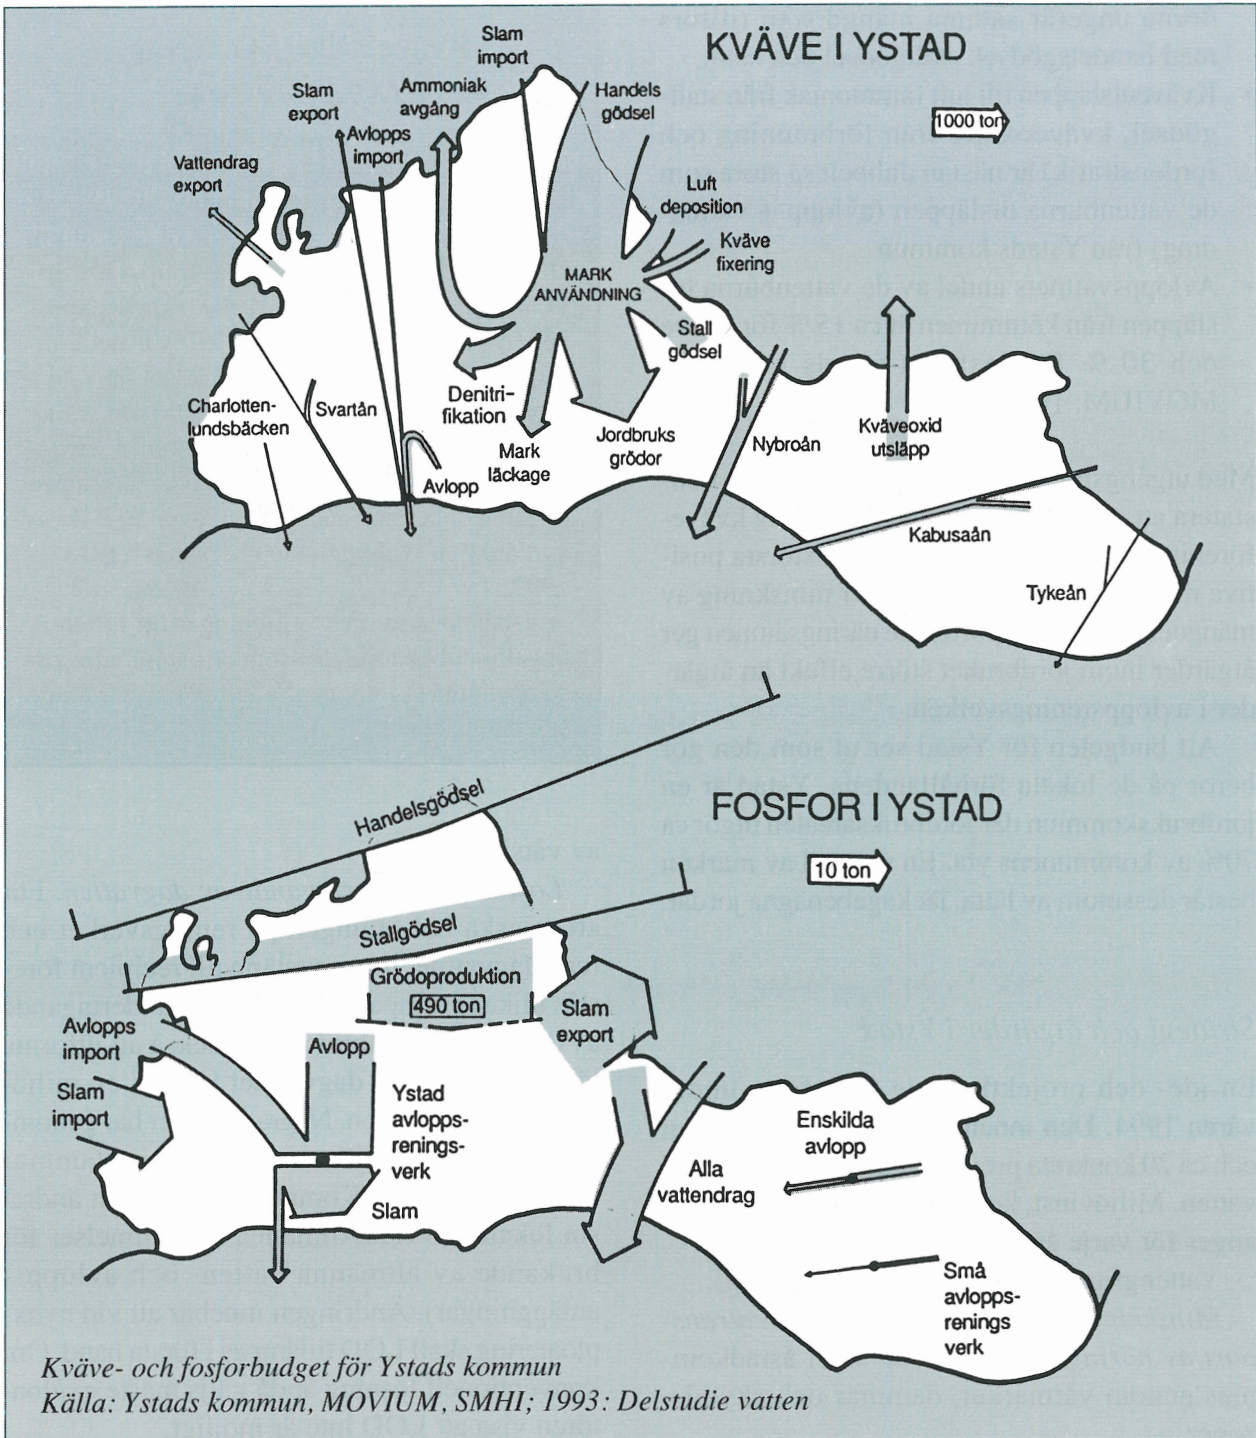 KVÄVE I YSTAD
1000 ton
Slam
import
Ammoniak
avgång
Handels
gödsel
Slam
export
Avlopps
import
Vattendrag
export
Luft
deposition
Kväve
fixering
MARK
ANVÄNDNING
Stall
gödsel
Denitri-
fikation
Charlotten-
lundsbäcken
Svartån
Mark
läckage
Jordbruks
grödor
Avlopp
Nybroån
Kväveoxid
utsläpp
Kabusaån
Tykeån
FOSFOR I YSTAD
10 ton
Handelsgödsel
Stallgödsel
Grödoproduktion
490 ton
Slam
export
Avlopps
import
Avlopp
Slam
import
Ystad
avlopps-
renings-
verk
Slam
Alla
vattendrag
Enskilda
avlopp
Små
avlopps-
renings
verk
Kväve- och fosforbudget för Ystads kommun
Källa: Ystads kommun, MOVIUM, SMHI; 1993: Delstudie vatten